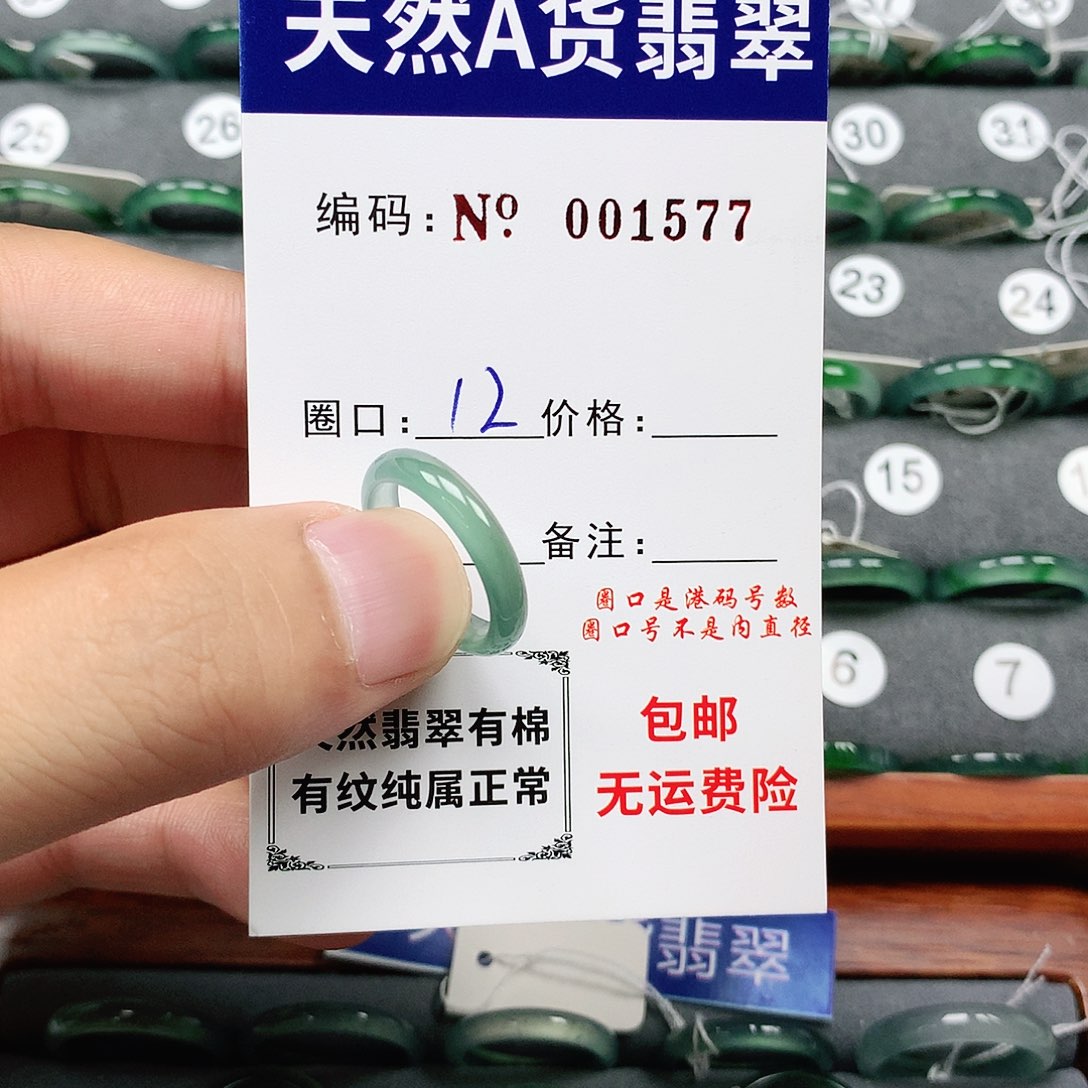 天然A货翡翠
编码：Nº 001577
圈口：12 价格：
备注：
圈口是港码号数
圈口号不是内直径
然翡翠有棉
有纹纯属正常
包邮
无运费险
翡翠
25
26
30
31
23
24
15
6
7